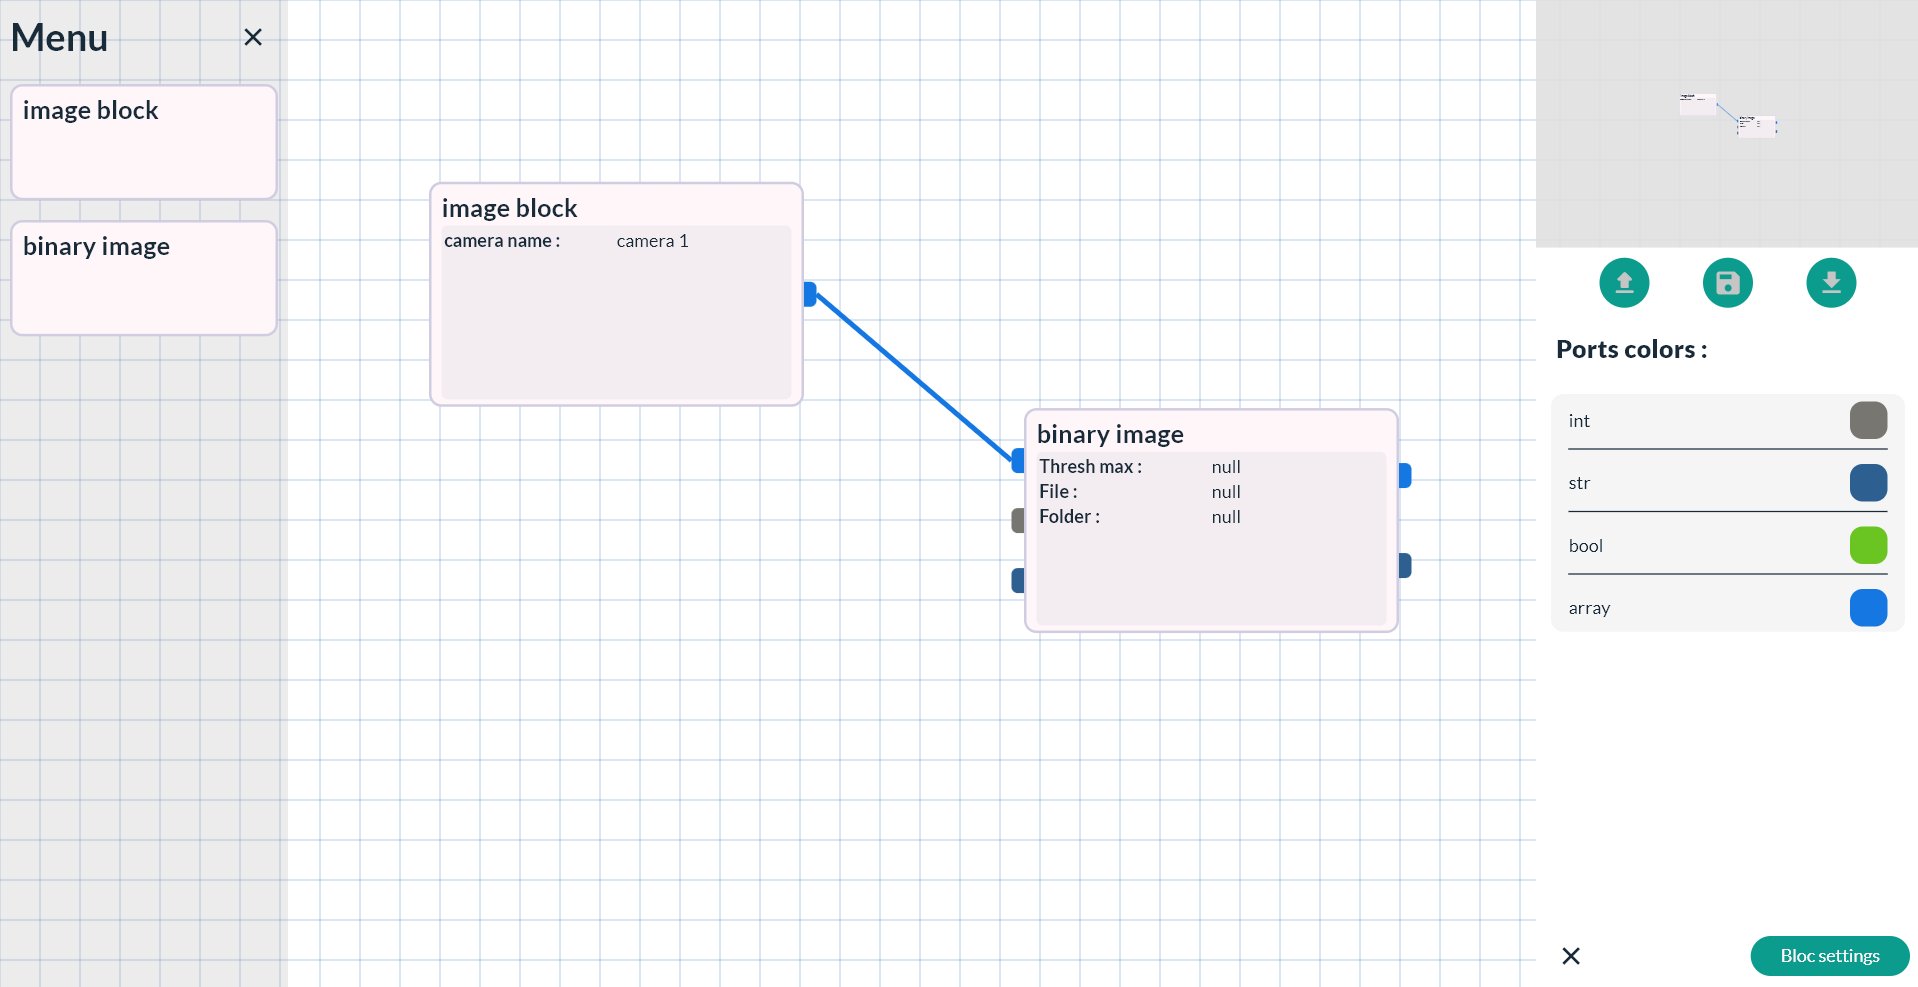 Menu
image block
binary image
image block
camera name : camera 1
binary image
Thresh max : null
File : null
Folder : null
Ports colors :
int
str
bool
array
Bloc settings